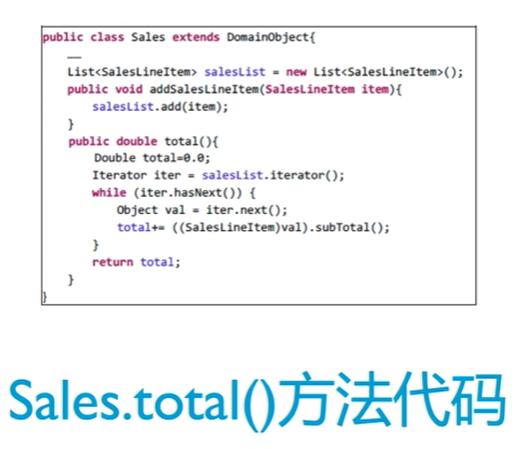 public class Sales extends DomainObject{
……
List<SalesLineItem> salesList = new List<SalesLineItem>();
public void addSalesLineItem(SalesLineItem item){
salesList.add(item);
}
public double total(){
Double total=0.0;
Iterator iter = salesList.iterator();
while (iter.hasNext()) {
Object val = iter.next();
total+= ((SalesLineItem)val).subTotal();
}
return total;
}
}
Sales.total()方法代码